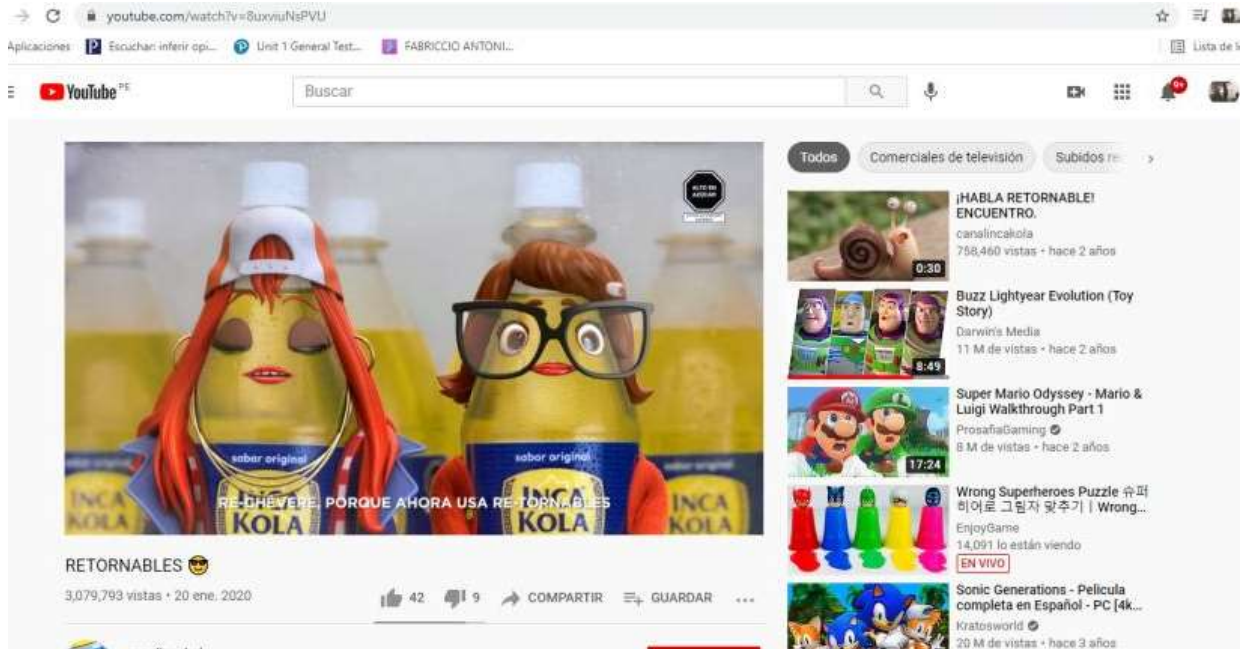 youtube.com/watch?v=8uxviuNsPVU
Aplicaciones
Escuchar: inferir opi...
Unit 1 General Test...
FABRICCIO ANTONI...
Lista de l
YouTube PE
Buscar
0+
ALTO EN
AZÚCAR
sabor original
INCA
KOLA
sabor original
INCA
KOLA
INCA
KOLA
INCA
KOLA
RE-CHÉVERE, PORQUE AHORA USA RE-TORNABLES
RETORNABLES
3,079,793 vistas • 20 ene. 2020
42
9
COMPARTIR
GUARDAR
...
Todos
Comerciales de televisión
Subidos re
¡HABLA RETORNABLE!
ENCUENTRO.
canalincakola
758,460 vistas • hace 2 años
0:30
Buzz Lightyear Evolution (Toy
Story)
Darwin's Media
11 M de vistas • hace 2 años
8:49
Super Mario Odyssey - Mario &
Luigi Walkthrough Part 1
ProsafiaGaming
8 M de vistas • hace 2 años
17:24
Wrong Superheroes Puzzle 슈퍼
히어로 그림자 맞추기 | Wrong...
EnjoyGame
14,091 lo están viendo
EN VIVO
Sonic Generations - Pelicula
completa en Español - PC [4k...
Kratosworld
20 M de vistas • hace 3 años